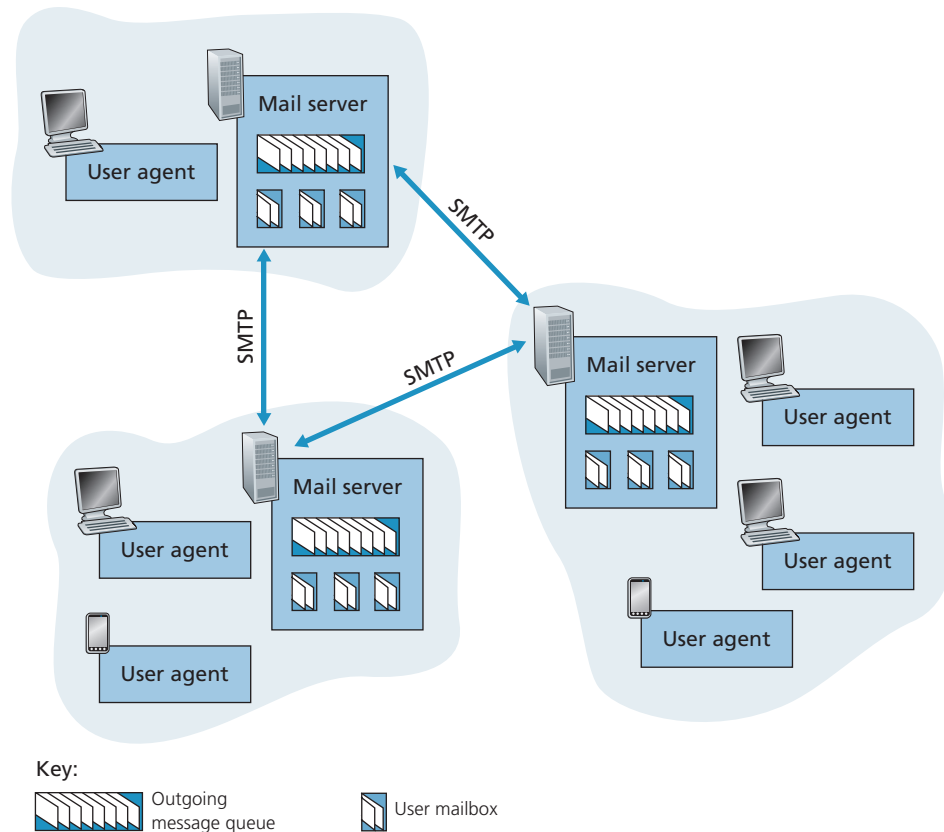 Mail server
User agent
SMTP
SMTP
SMTP
Mail server
User agent
User agent
Mail server
User agent
User agent
User agent
Key:
Outgoing
message queue
User mailbox